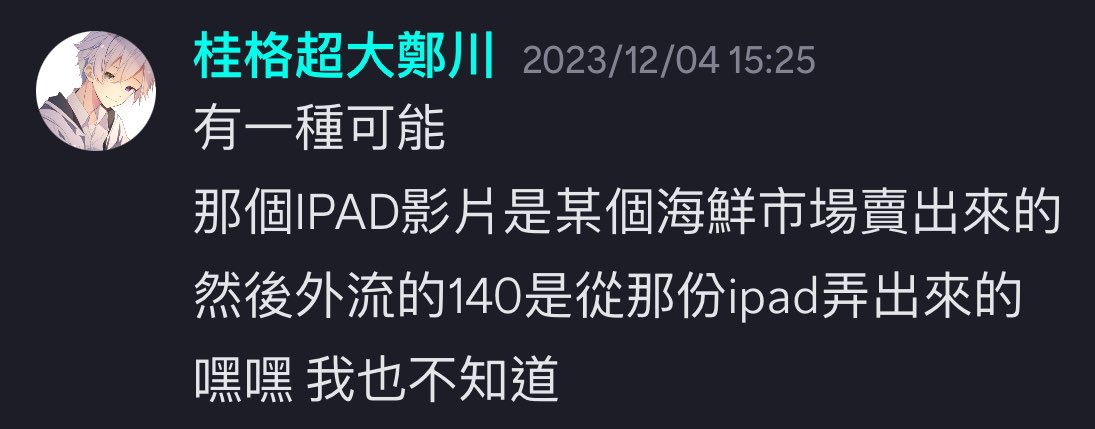 桂格超大鄭川 2023/12/04 15:25
有一種可能
那個IPAD影片是某個海鮮市場賣出來的
然後外流的140是從那份ipad弄出來的
嘿嘿 我也不知道